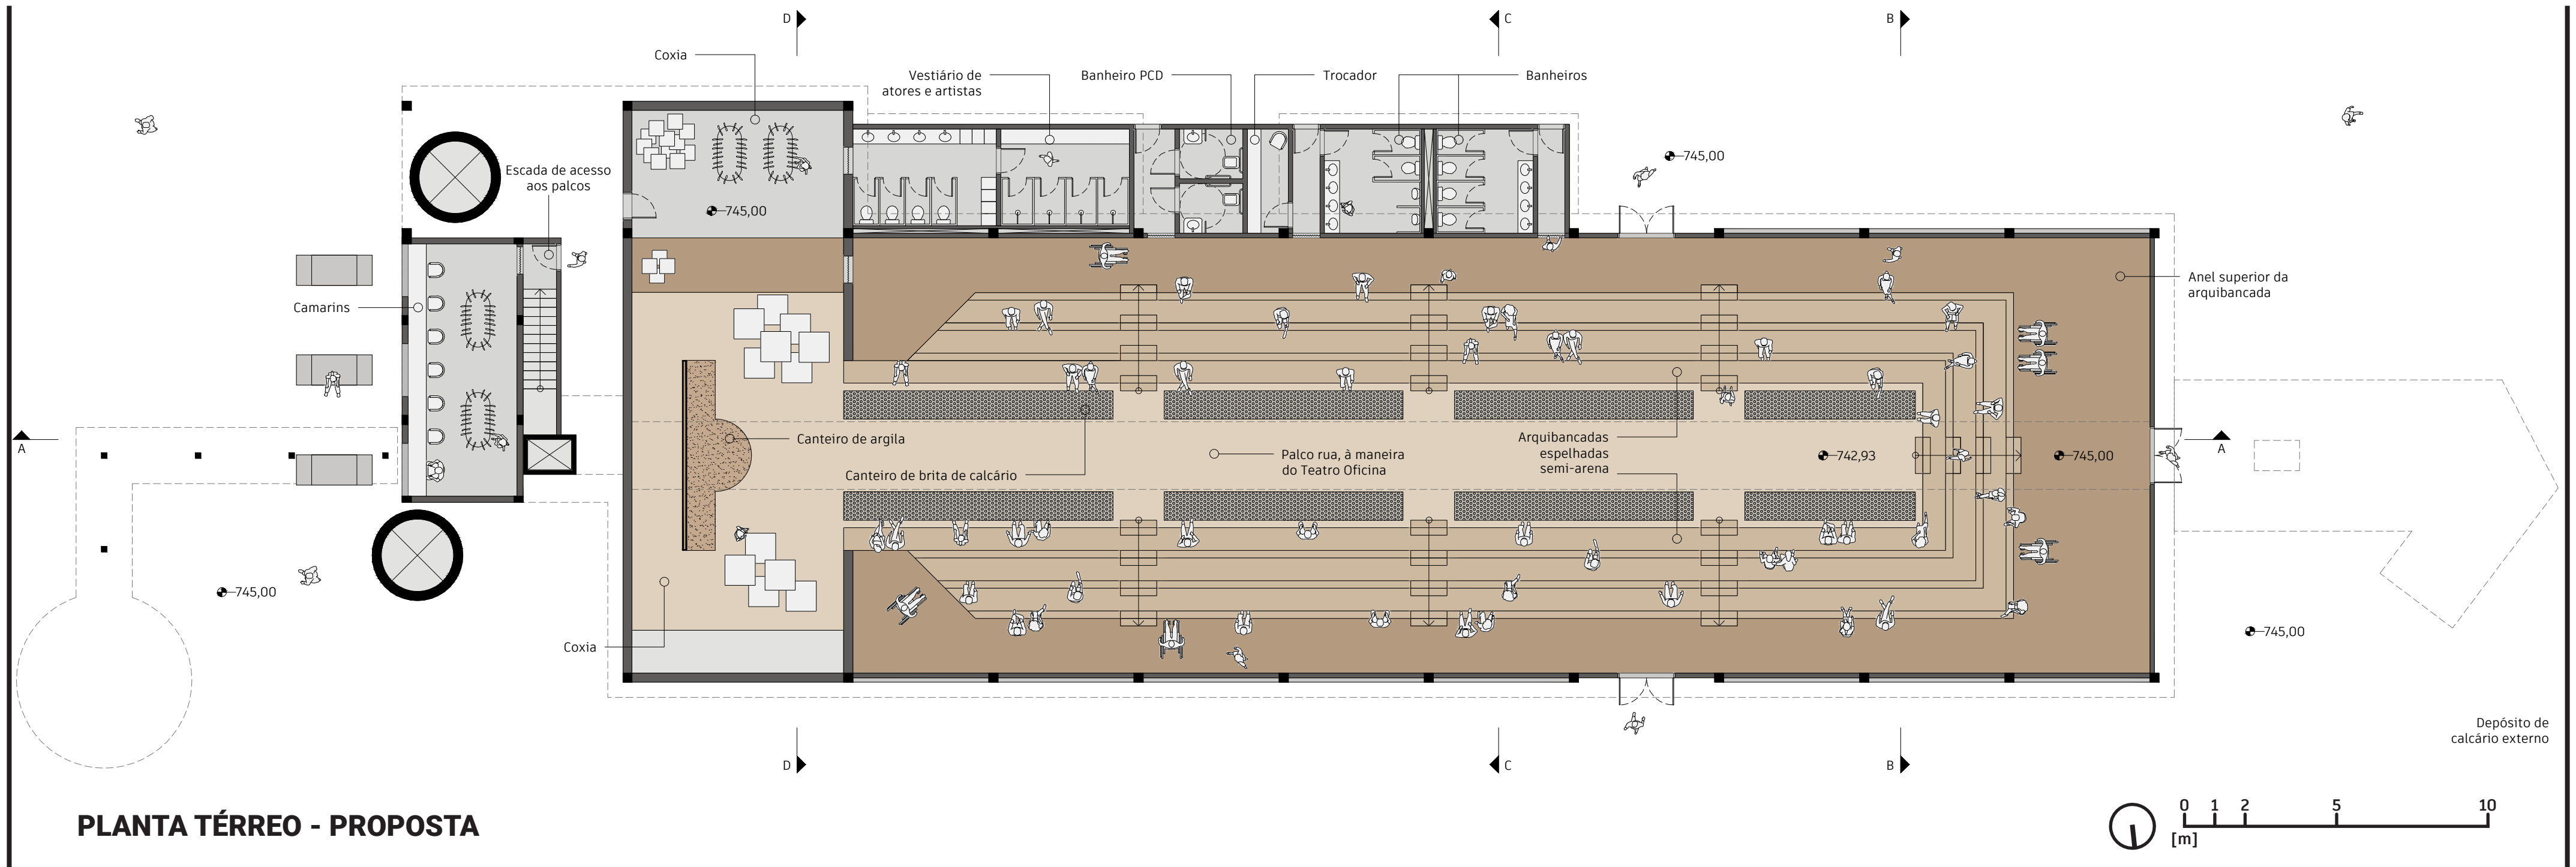 D
C
B
Coxia
Vestiário de
atores e artistas
Banheiro PCD
Trocador
Banheiros
Escada de acesso
aos palcos
745,00
745,00
Anel superior da
arquibancada
Camarins
A
Canteiro de argila
Canteiro de brita de calcário
Palco rua, à maneira
do Teatro Oficina
Arquibancadas
espelhadas
semi-arena
742,93
745,00
A
745,00
Coxia
745,00
Depósito de
calcário externo
D
C
B
PLANTA TÉRREO - PROPOSTA
0 1 2 5 10
[m]